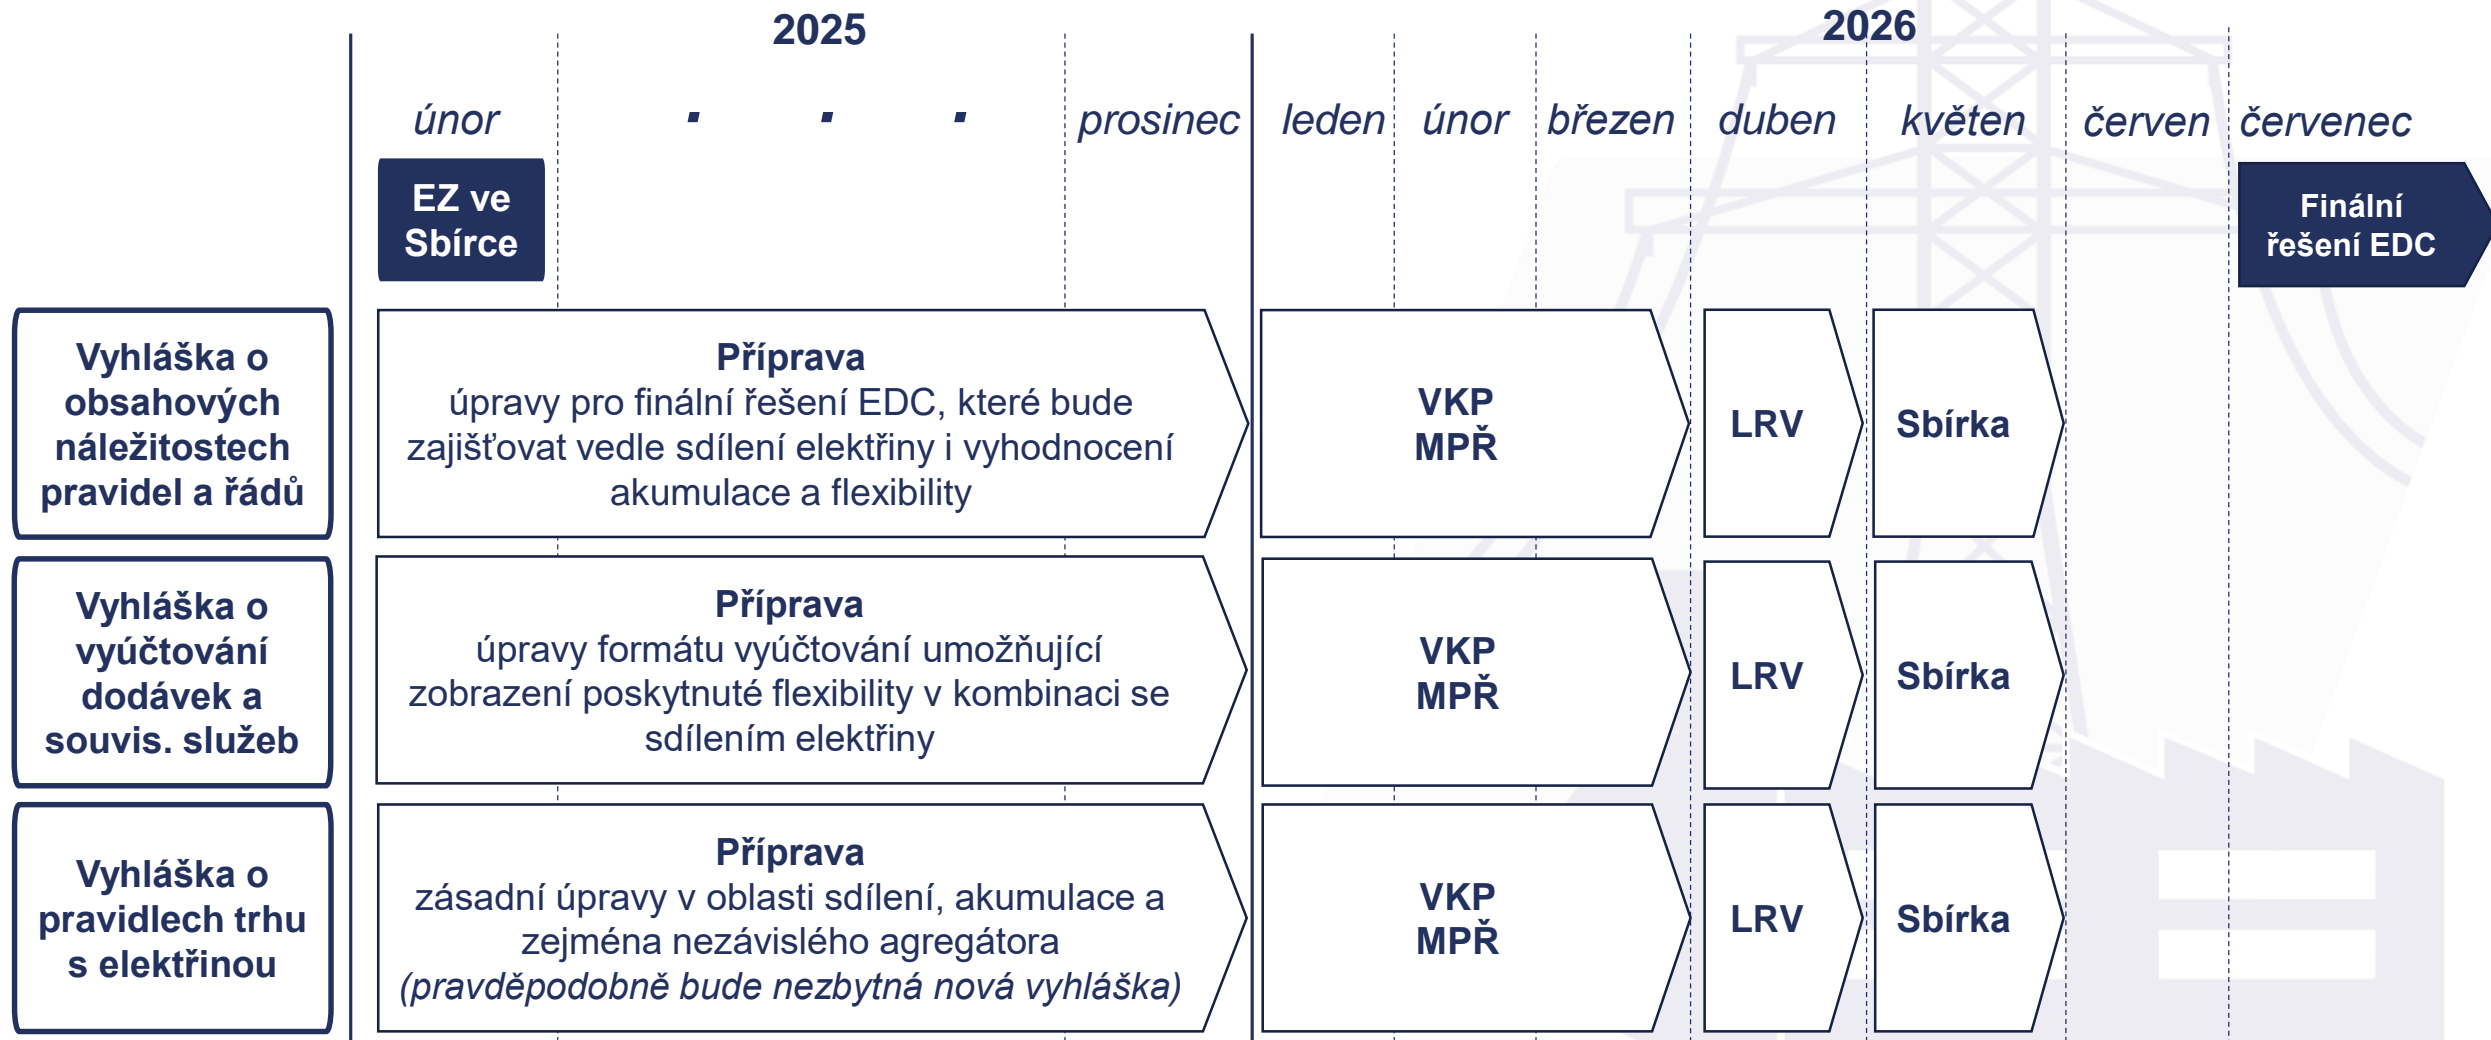 2025
2026
únor
. . .
prosinec
leden
únor
březen
duben
květen
červen
červenec
EZ ve
Sbírce
Finální
řešení EDC
Vyhláška o
obsahových
náležitostech
pravidel a řádů
Příprava
úpravy pro finální řešení EDC, které bude
zajišťovat vedle sdílení elektřiny i vyhodnocení
akumulace a flexibility
VKP
MPŘ
LRV
Sbírka
Vyhláška o
vyúčtování
dodávek a
souvis. služeb
Příprava
úpravy formátu vyúčtování umožňující
zobrazení poskytnuté flexibility v kombinaci se
sdílením elektřiny
VKP
MPŘ
LRV
Sbírka
Vyhláška o
pravidlech trhu
s elektřinou
Příprava
zásadní úpravy v oblasti sdílení, akumulace a
zejména nezávislého agregátora
(pravděpodobně bude nezbytná nová vyhláška)
VKP
MPŘ
LRV
Sbírka